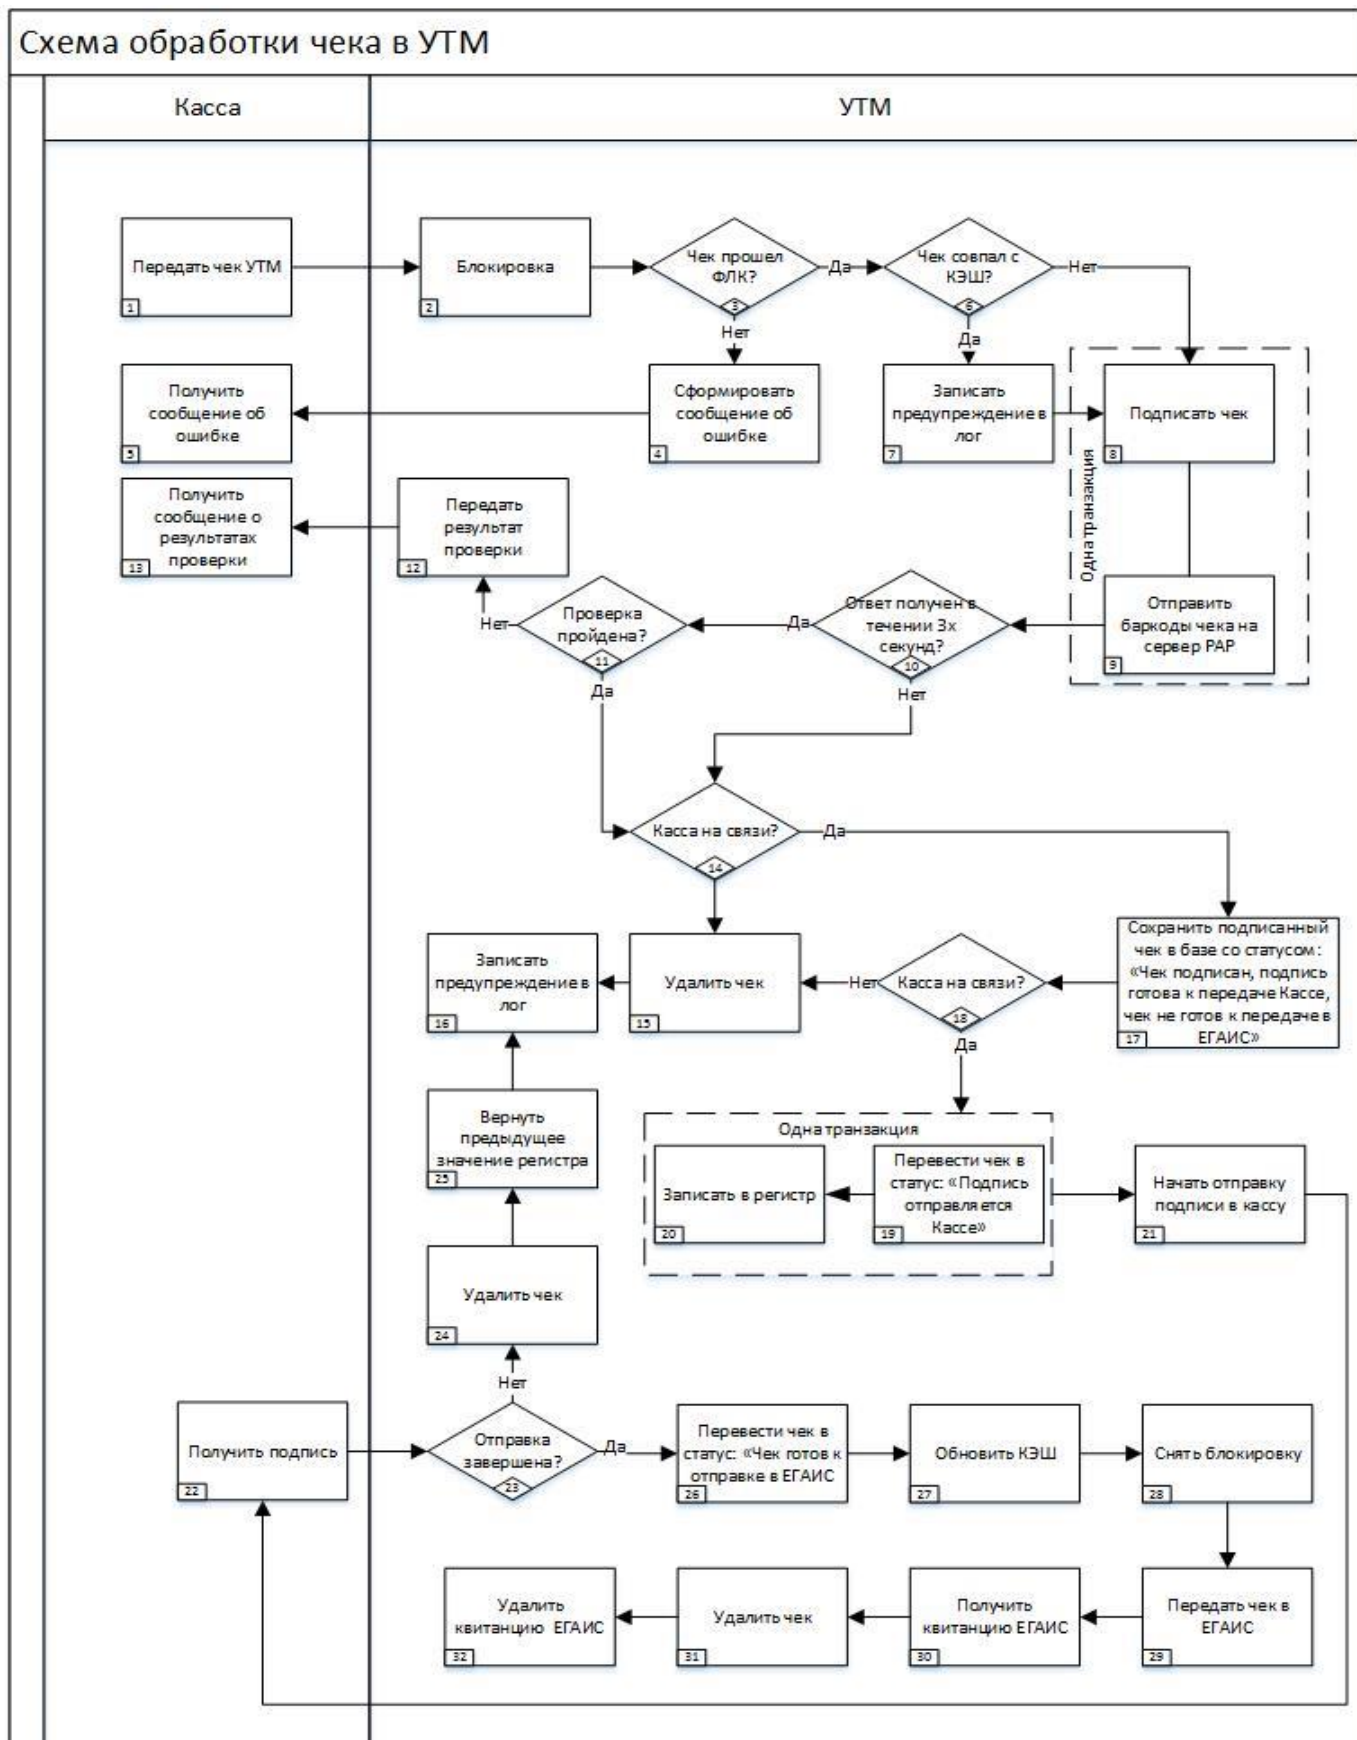 Схема обработки чека в УТМ
Касса
УТМ
Передать чек УТМ
1
Блокировка
2
Чек прошел
ФЛК?
3
Да
Нет
Чек совпал с
КЭШ?
6
Нет
Да
Получить
сообщение об
ошибке
5
Сформировать
сообщение об
ошибке
4
Записать
предупреждение в
лог
7
Подписать чек
8
Одна транзакция
Получить
сообщение о
результатах
проверки
13
Передать
результат
проверки
12
Нет
Проверка
пройдена?
11
Да
Да
Ответ получен в
течении 3х
секунд?
10
Нет
Отправить
баркоды чека на
сервер РАР
9
Касса на связи?
14
Да
Записать
предупреждение в
лог
16
Удалить чек
15
Нет
Касса на связи?
18
Да
Сохранить подписанный
чек в базе со статусом:
«Чек подписан, подпись
готова к передаче Кассе,
чек не готов к передаче в
ЕГАИС»
17
Вернуть
предыдущее
значение регистра
25
Одна транзакция
Записать в регистр
20
Перевести чек в
статус: «Подпись
отправляется
Кассе»
19
Начать отправку
подписи в кассу
21
Удалить чек
24
Нет
Получить подпись
22
Отправка
завершена?
23
Да
Перевести чек в
статус: «Чек готов к
отправке в ЕГАИС
26
Обновить КЭШ
27
Снять блокировку
28
Удалить
квитанцию ЕГАИС
32
Удалить чек
31
Получить
квитанцию ЕГАИС
30
Передать чек в
ЕГАИС
29